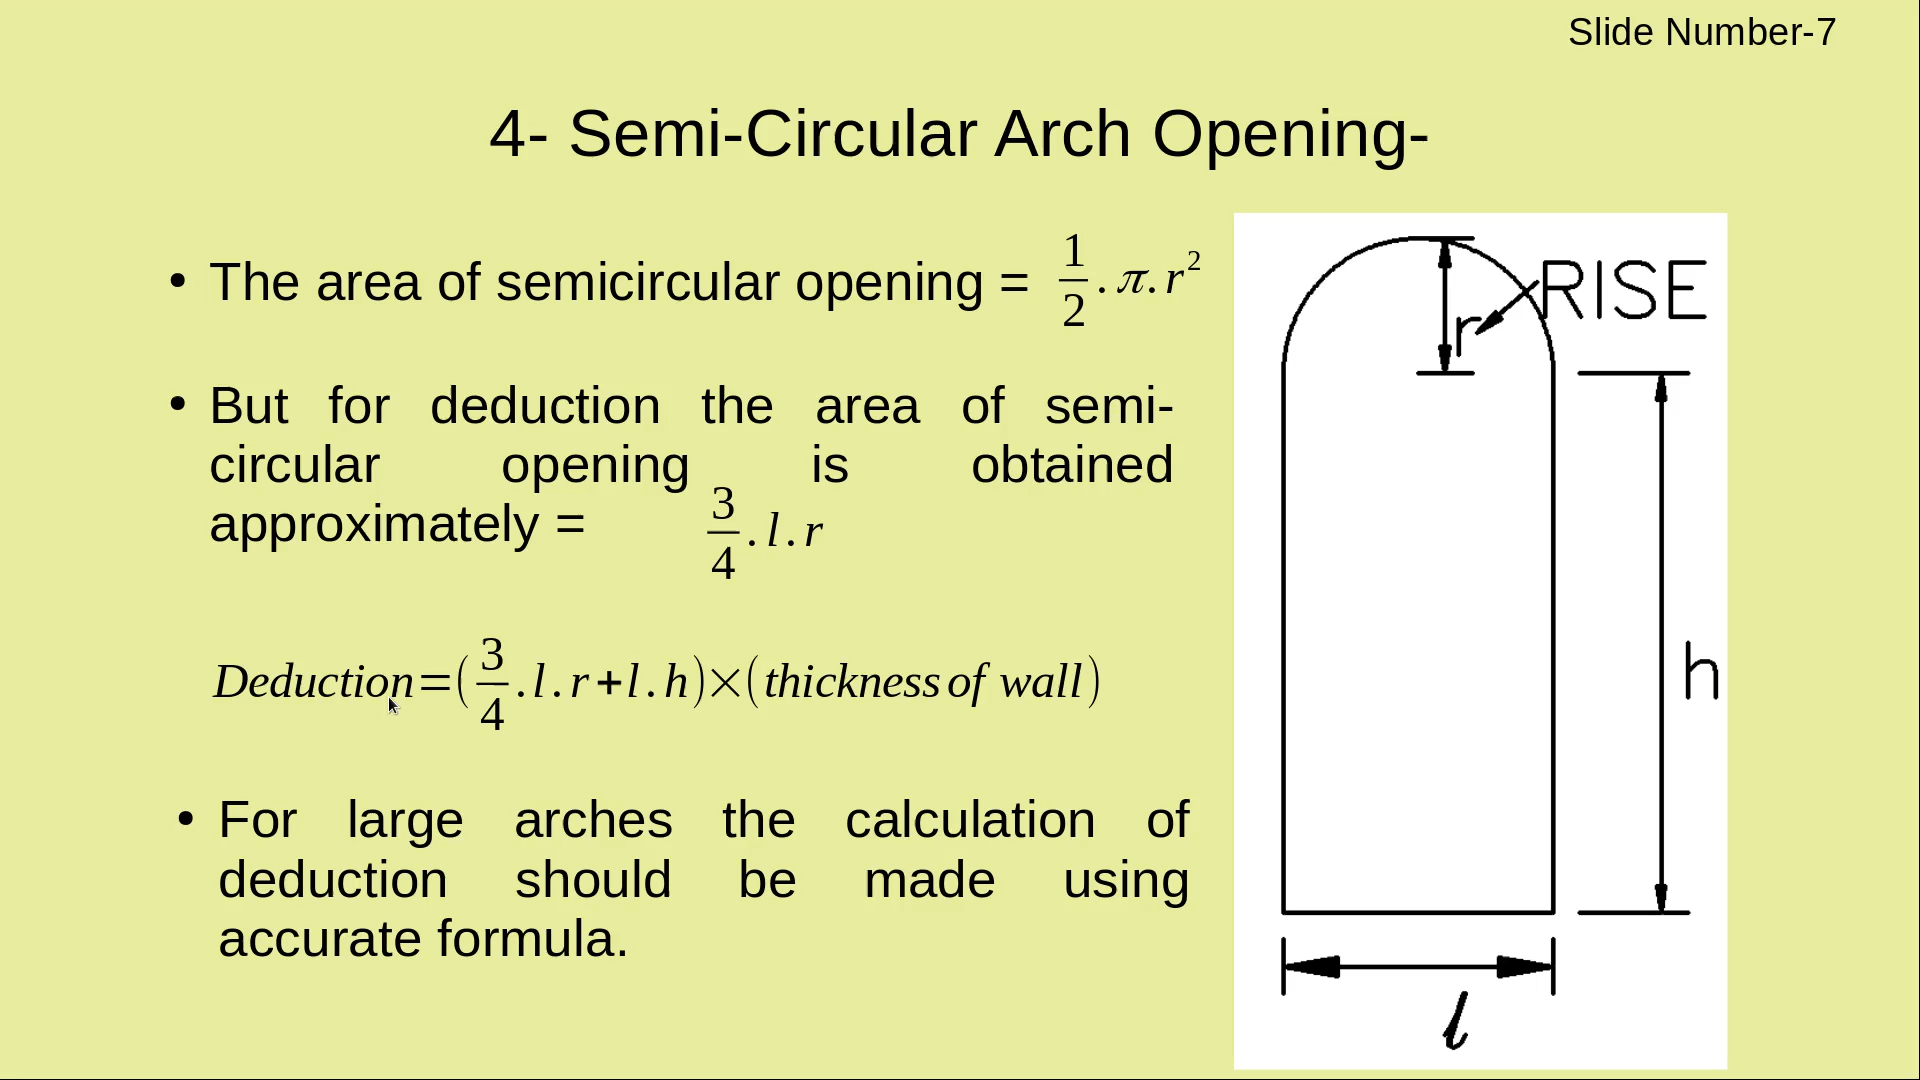 Slide Number-7
4- Semi-Circular Arch Opening-
• The area of semicircular opening = 1/2 . π . r²
• But for deduction the area of semi-
circular opening is obtained
approximately = 3/4 . l . r
Deduction=(3/4 . l . r + l . h)×(thickness of wall)
• For large arches the calculation of
deduction should be made using
accurate formula.
RISE
r
h
l